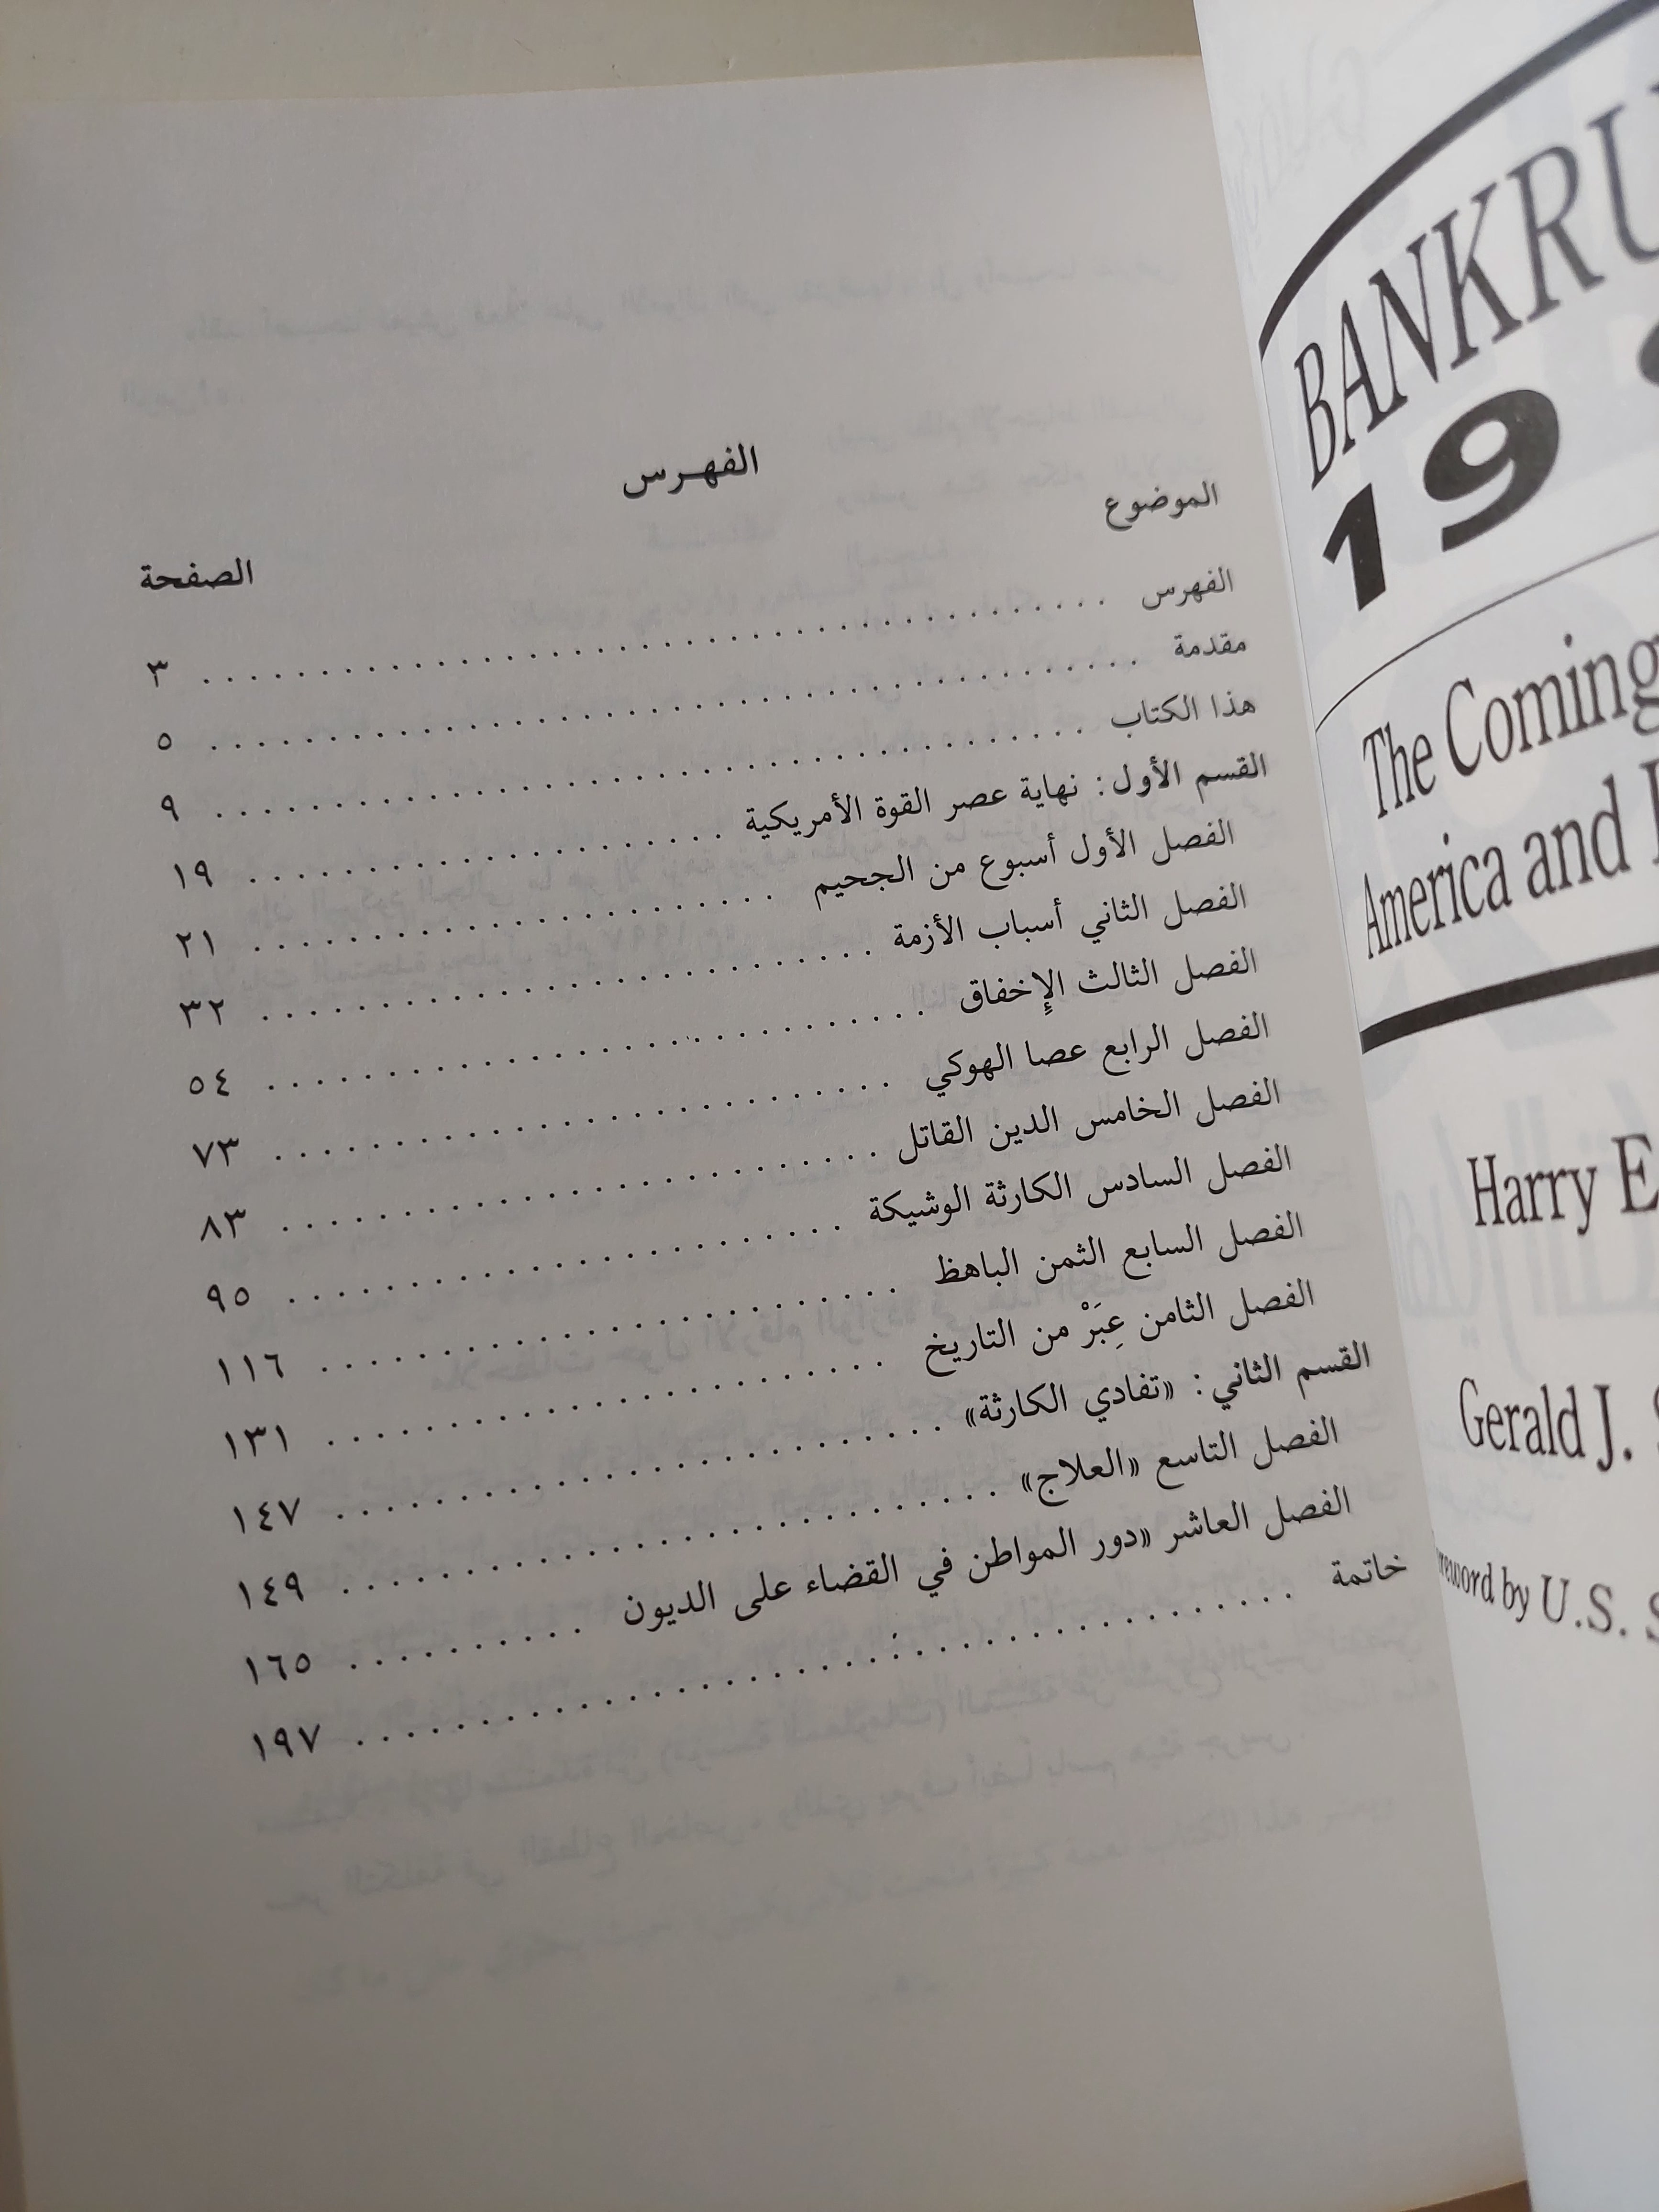 الفهـرس
الموضوع الصفحة
الفهرس ........ ٣
مقدمة ........ ٥
هذا الكتاب ........ ٩
القسم الأول: نهاية عصر القوة الأمريكية ........ ١٩
الفصل الأول أسبوع من الجحيم ........ ٢١
الفصل الثاني أسباب الأزمة ........ ٣٢
الفصل الثالث الإخفاق ........ ٥٤
الفصل الرابع عصا الهوكي ........ ٧٣
الفصل الخامس الدين القاتل ........ ٨٣
الفصل السادس الكارثة الوشيكة ........ ٩٥
الفصل السابع الثمن الباهظ ........ ١١٦
الفصل الثامن عِبَرْ من التاريخ ........ ١٣١
القسم الثاني: «تفادي الكارثة» ........ ١٤٧
الفصل التاسع «العلاج» ........ ١٤٩
الفصل العاشر «دور المواطن في القضاء على الديون ........ ١٦٥
خاتمة ........ ١٩٧
BANKRU
19
The Coming
America and
Harry E
Gerald J.
by U.S.